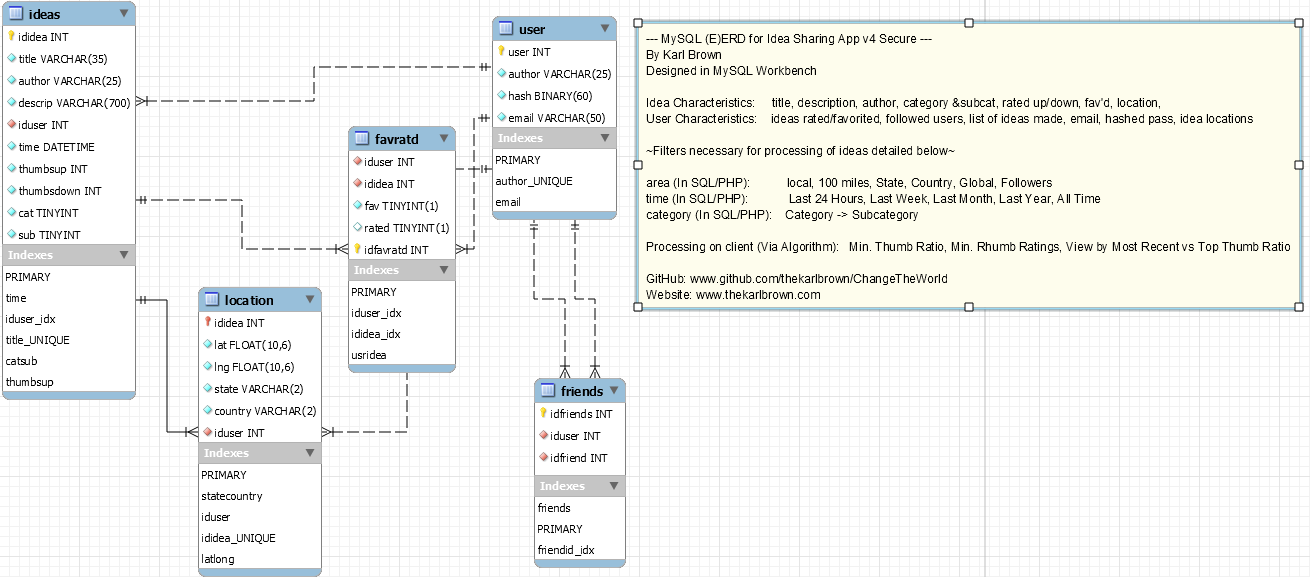 ideas
ididea INT
title VARCHAR(35)
author VARCHAR(25)
descrip VARCHAR(700)
iduser INT
time DATETIME
thumbsup INT
thumbsdown INT
cat TINYINT
sub TINYINT
Indexes
PRIMARY
time
iduser_idx
title_UNIQUE
catsub
thumbsup
location
ididea INT
lat FLOAT(10,6)
lng FLOAT(10,6)
state VARCHAR(2)
country VARCHAR(2)
iduser INT
Indexes
PRIMARY
statecountry
iduser
ididea_UNIQUE
latlong
favratd
iduser INT
ididea INT
fav TINYINT(1)
rated TINYINT(1)
idfavratd INT
Indexes
PRIMARY
iduser_idx
ididea_idx
usridea
user
user INT
author VARCHAR(25)
hash BINARY(60)
email VARCHAR(50)
Indexes
PRIMARY
author_UNIQUE
email
friends
idfriends INT
iduser INT
idfriend INT
Indexes
friends
PRIMARY
friendid_idx
--- MySQL (E)ERD for Idea Sharing App v4 Secure ---
By Karl Brown
Designed in MySQL Workbench
Idea Characteristics: title, description, author, category &subcat, rated up/down, fav'd, location,
User Characteristics: ideas rated/favorited, followed users, list of ideas made, email, hashed pass, idea locations
~Filters necessary for processing of ideas detailed below~
area (In SQL/PHP): local, 100 miles, State, Country, Global, Followers
time (In SQL/PHP): Last 24 Hours, Last Week, Last Month, Last Year, All Time
category (In SQL/PHP): Category -> Subcategory
Processing on client (Via Algorithm): Min. Thumb Ratio, Min. Rhumb Ratings, View by Most Recent vs Top Thumb Ratio
GitHub: www.github.com/thekarlbrown/ChangeTheWorld
Website: www.thekarlbrown.com